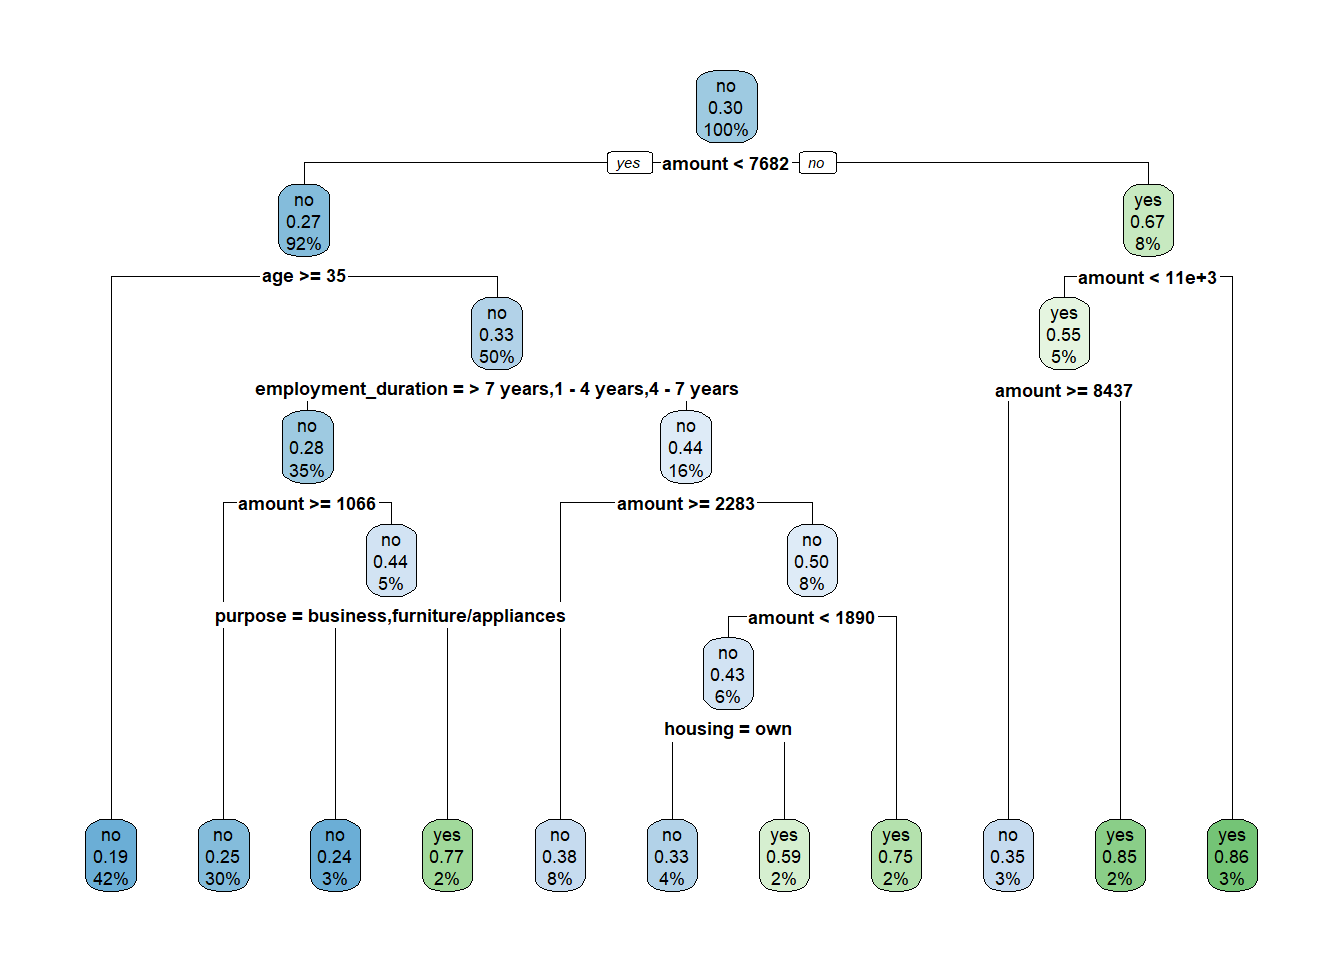 no
0.30
100%
yes amount < 7682 no
no
0.27
92%
yes
0.67
8%
age >= 35
amount < 11e+3
no
0.33
50%
yes
0.55
5%
employment_duration = > 7 years,1 - 4 years,4 - 7 years
amount >= 8437
no
0.28
35%
no
0.44
16%
amount >= 1066
amount >= 2283
no
0.44
5%
no
0.50
8%
purpose = business,furniture/appliances
amount < 1890
no
0.43
6%
housing = own
no
0.19
42%
no
0.25
30%
no
0.24
3%
yes
0.77
2%
no
0.38
8%
no
0.33
4%
yes
0.59
2%
yes
0.75
2%
no
0.35
3%
yes
0.85
2%
yes
0.86
3%